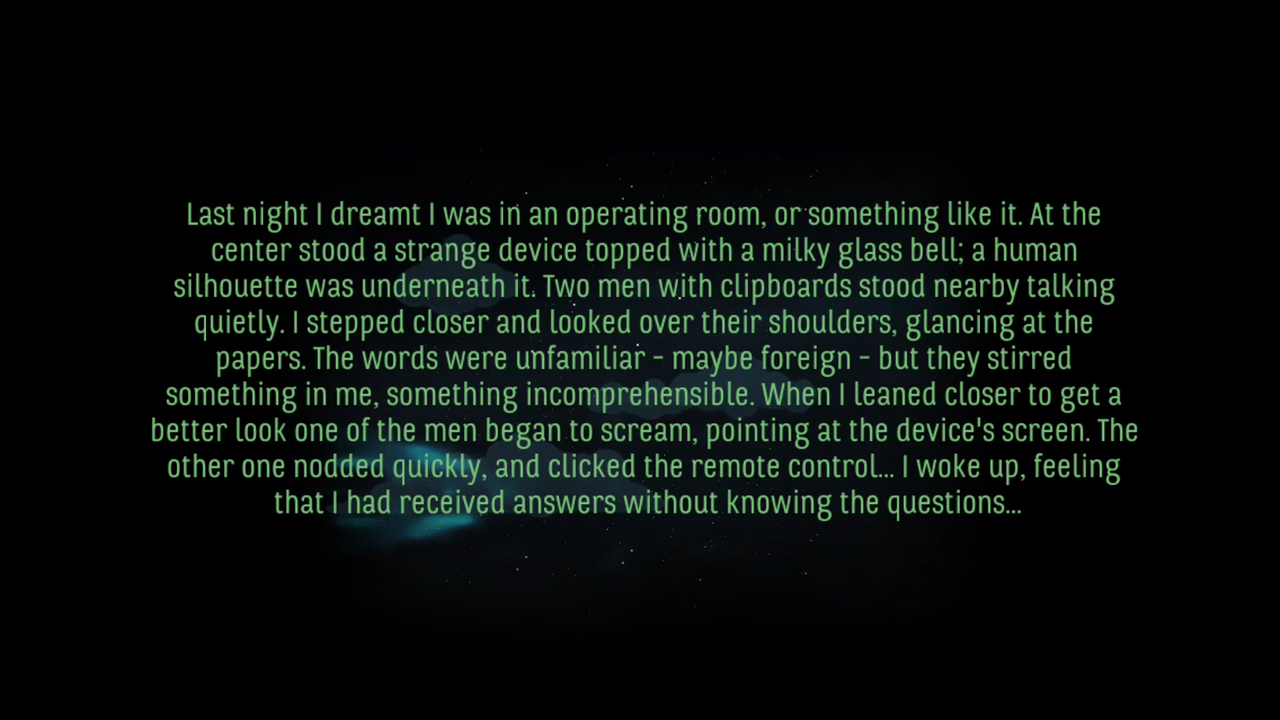 Last night I dreamt I was in an operating room, or something like it. At the
center stood a strange device topped with a milky glass bell; a human
silhouette was underneath it. Two men with clipboards stood nearby talking
quietly. I stepped closer and looked over their shoulders, glancing at the
papers. The words were unfamiliar - maybe foreign - but they stirred
something in me, something incomprehensible. When I leaned closer to get a
better look one of the men began to scream, pointing at the device's screen. The
other one nodded quickly, and clicked the remote control... I woke up, feeling
that I had received answers without knowing the questions...